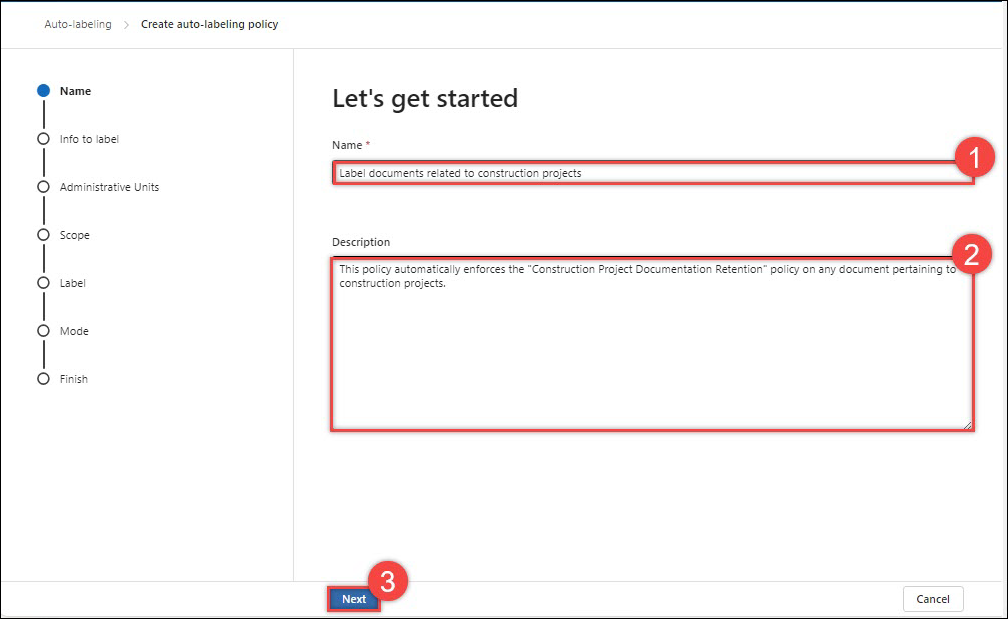 Auto-labeling > Create auto-labeling policy
Name
Info to label
Administrative Units
Scope
Label
Mode
Finish
Let's get started
Name *
1
Label documents related to construction projects
Description
2
This policy automatically enforces the "Construction Project Documentation Retention" policy on any document pertaining to
construction projects.
3
Next
Cancel